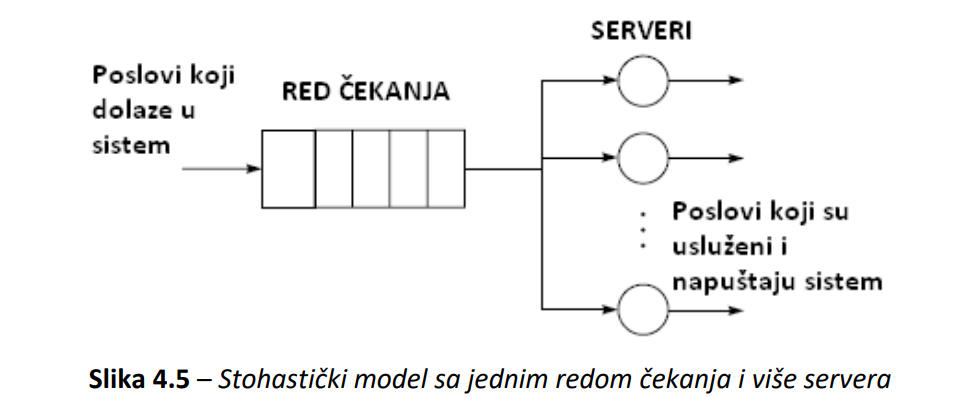 SERVERI
Poslovi koji
dolaze u
sistem
RED ČEKANJA
Poslovi koji su
usluženi i
napuštaju sistem
Slika 4.5 – Stohastički model sa jednim redom čekanja i više servera